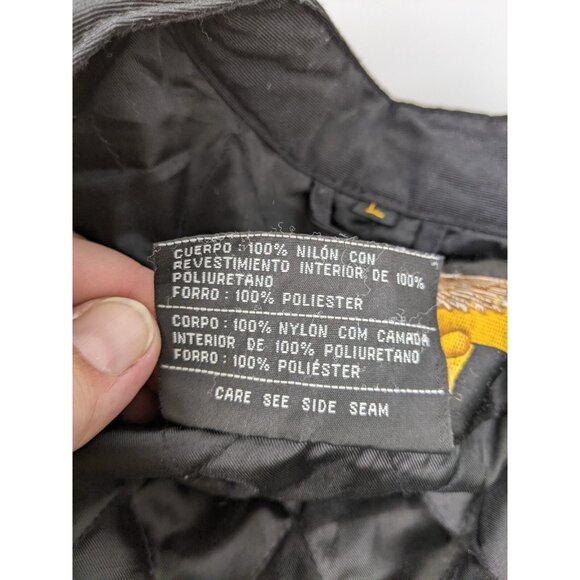 L
CUERPO : 100% NILÓN CON
REVESTIMIENTO INTERIOR DE 100%
POLIURETANO
FORRO : 100% POLIESTER
CORPO : 100% NYLON COM CAMADA
INTERIOR DE 100% POLIURETANO
FORRO : 100% POLIÉSTER
CARE SEE SIDE SEAM